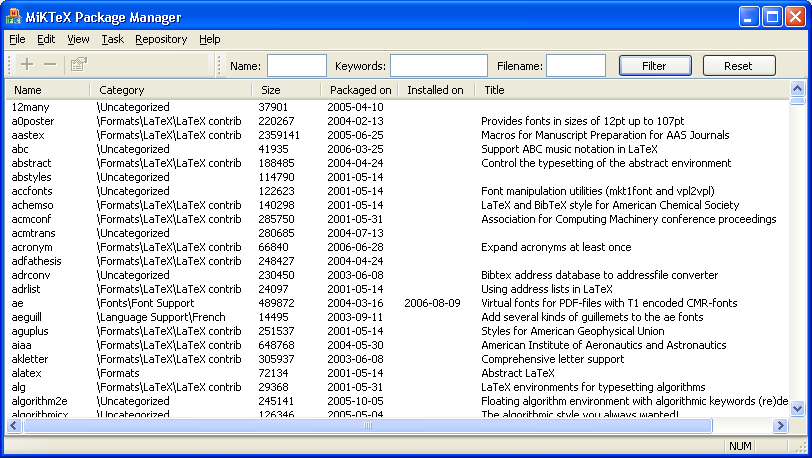 MiKTeX Package Manager
File Edit View Task Repository Help
Name: Keywords: Filename: Filter Reset
Name Category Size Packaged on Installed on Title
12many \Uncategorized 37901 2005-04-10
a0poster \Formats\LaTeX\LaTeX contrib 220267 2004-02-13 Provides fonts in sizes of 12pt up to 107pt
aastex \Formats\LaTeX\LaTeX contrib 2359141 2005-06-25 Macros for Manuscript Preparation for AAS Journals
abc \Uncategorized 41935 2006-03-25 Support ABC music notation in LaTeX
abstract \Formats\LaTeX\LaTeX contrib 188485 2004-04-24 Control the typesetting of the abstract environment
abstyles \Uncategorized 114790 2001-05-14
accfonts \Uncategorized 122623 2001-05-14 Font manipulation utilities (mkt1font and vpl2vpl)
achemso \Formats\LaTeX\LaTeX contrib 140298 2001-05-14 LaTeX and BibTeX style for American Chemical Society
acmconf \Formats\LaTeX\LaTeX contrib 285750 2001-05-31 Association for Computing Machinery conference proceedings
acmtrans \Uncategorized 280685 2004-07-13
acronym \Formats\LaTeX\LaTeX contrib 66840 2006-06-28 Expand acronyms at least once
adfathesis \Formats\LaTeX\LaTeX contrib 248427 2004-04-24
adrconv \Uncategorized 230450 2003-06-08 Bibtex address database to addressfile converter
adrlist \Formats\LaTeX\LaTeX contrib 24097 2001-05-14 Using address lists in LaTeX
ae \Fonts\Font Support 489872 2004-03-16 2006-08-09 Virtual fonts for PDF-files with T1 encoded CMR-fonts
aeguill \Language Support\French 14495 2003-09-11 Add several kinds of guillemets to the ae fonts
aguplus \Formats\LaTeX\LaTeX contrib 251537 2001-05-14 Styles for American Geophysical Union
aiaa \Formats\LaTeX\LaTeX contrib 648768 2004-05-30 American Institute of Aeronautics and Astronautics
akletter \Formats\LaTeX\LaTeX contrib 305937 2003-06-08 Comprehensive letter support
alatex \Formats 72134 2001-05-14 Abstract LaTeX
alg \Formats\LaTeX\LaTeX contrib 29368 2001-05-31 LaTeX environments for typesetting algorithms
algorithm2e \Uncategorized 245141 2005-10-05 Floating algorithm environment with algorithmic keywords (re)de
algorithmicx \Uncategorized 126346 2005-05-04 The algorithmic style you always wanted!
NUM